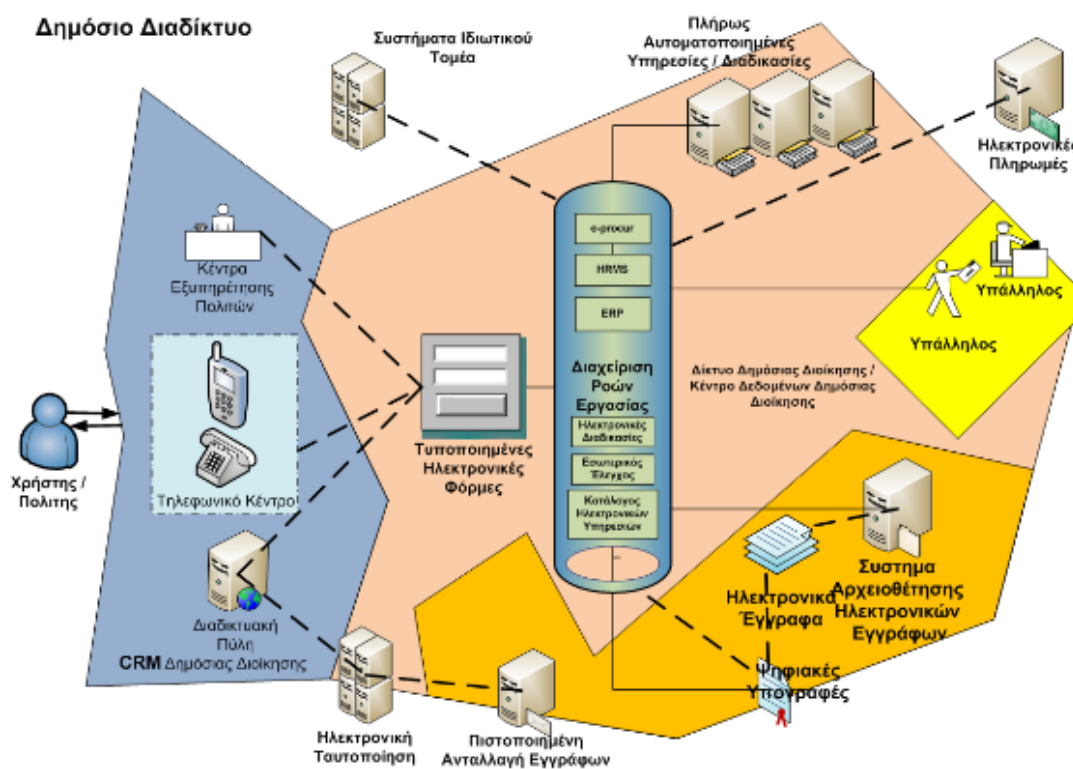 Δημόσιο Διαδίκτυο
Συστήματα Ιδιωτικού
Τομέα
Πλήρως
Αυτοματοποιημένες
Υπηρεσίες / Διαδικασίες
Ηλεκτρονικές
Πληρωμές
Κέντρα
Εξυπηρέτησης
Πολιτών
e-procur
HRMS
ERP
Υπάλληλος
Υπάλληλος
Διαχείριση
Ροών
Εργασίας
Δίκτυο Δημόσιας Διοίκησης /
Κέντρο Δεδομένων Δημόσιας
Διοίκησης
Χρήστης /
Πολιτης
Τηλεφωνικό Κέντρο
Τυποποιημένες
Ηλεκτρονικές
Φόρμες
Ηλεκτρονικές
Διαδικασίες
Εσωτερικός
Έλεγχος
Κατάλογος
Ηλεκτρονικών
Υπηρεσιών
Συστημα
Αρχειοθέτησης
Ηλεκτρονικών
Εγγράφων
Ηλεκτρονικά
Έγγραφα
Διαδικτυακή
Πύλη
CRM Δημόσιας Διοίκησης
Ψηφιακές
Υπογραφές
Ηλεκτρονική
Ταυτοποίηση
Πιστοποιημένη
Ανταλλαγή Εγγράφων